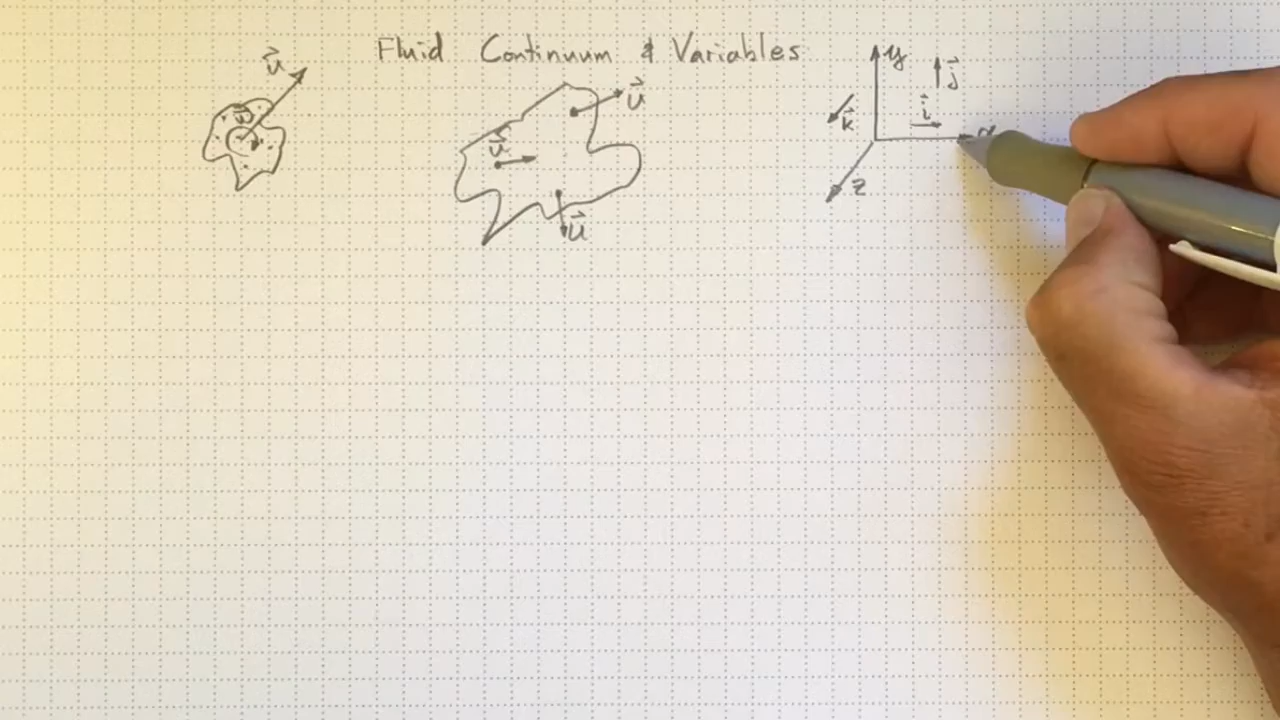 Fluid Continuum & Variables
u⃗
u⃗
u⃗
u⃗
y
j⃗
i⃗
k⃗
x
z